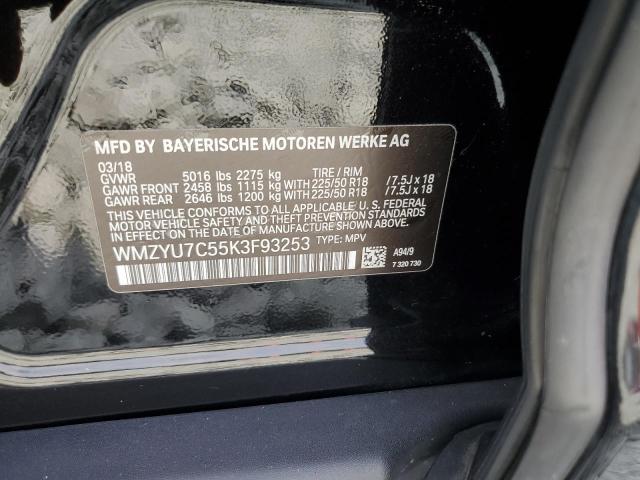 MFD BY BAYERISCHE MOTOREN WERKE AG
03/18
GVWR 5016 lbs 2275 kg TIRE / RIM
GAWR FRONT 2458 lbs 1115 kg WITH 225/50 R18 / 7.5J x 18
GAWR REAR 2646 lbs 1200 kg WITH 225/50 R18 / 7.5J x 18
THIS VEHICLE CONFORMS TO ALL APPLICABLE U.S. FEDERAL
MOTOR VEHICLE SAFETY, BUMPER, AND THEFT PREVENTION
STANDARDS IN EFFECT ON THE DATE OF MANUFACTURE SHOWN ABOVE.
WMZYU7C55K3F93253 TYPE: MPV
A94/9
7 320 730